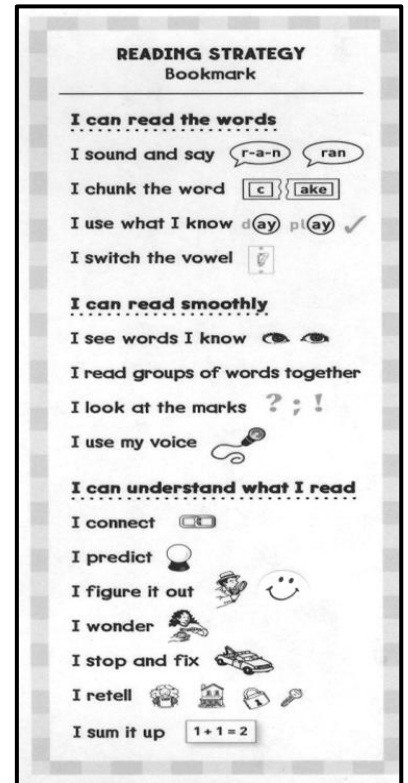 READING STRATEGY
Bookmark
I can read the words
I sound and say r-a-n ran
I chunk the word c ake
I use what I know day play
I switch the vowel
I can read smoothly
I see words I know
I read groups of words together
I look at the marks ? ; !
I use my voice
I can understand what I read
I connect
I predict
I figure it out
I wonder
I stop and fix
I retell
I sum it up 1 + 1 = 2